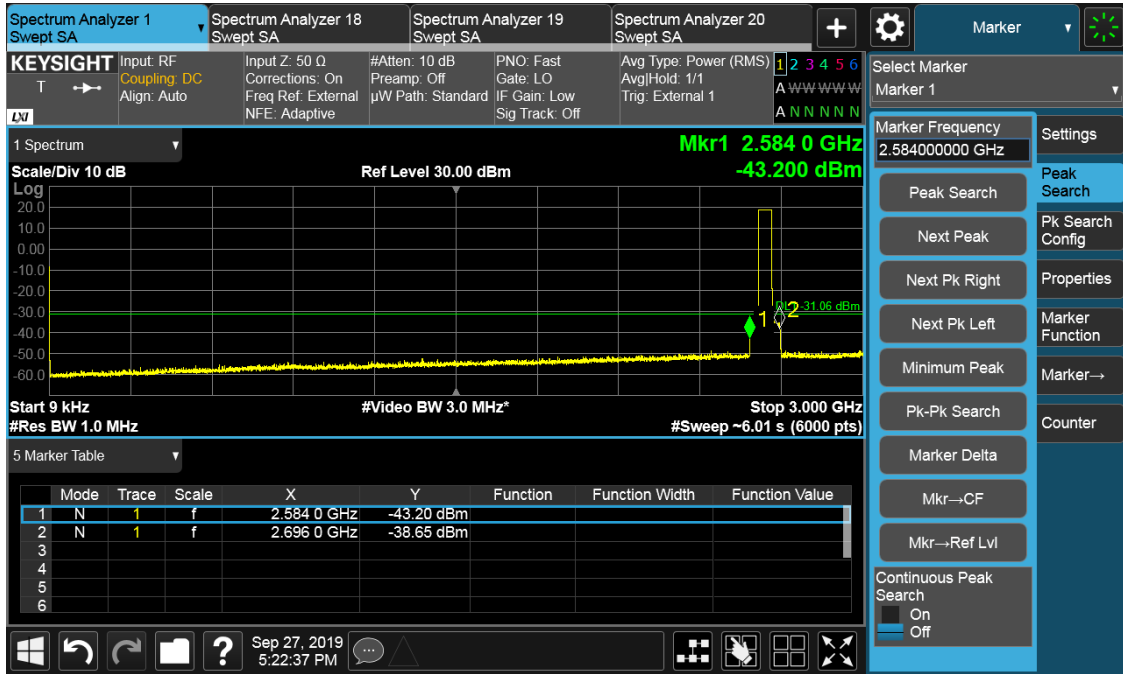 Spectrum Analyzer 1
Swept SA
Spectrum Analyzer 18
Swept SA
Spectrum Analyzer 19
Swept SA
Spectrum Analyzer 20
Swept SA
Marker
KEYSIGHT
T
LXI
Input: RF
Coupling: DC
Align: Auto
Input Z: 50 Ω
Corrections: On
Freq Ref: External
NFE: Adaptive
#Atten: 10 dB
Preamp: Off
µW Path: Standard
PNO: Fast
Gate: LO
IF Gain: Low
Sig Track: Off
Avg Type: Power (RMS)
Avg|Hold: 1/1
Trig: External 1
1 2 3 4 5 6
A W W W W W
A N N N N N
1 Spectrum
Scale/Div 10 dB
Ref Level 30.00 dBm
Mkr1 2.584 0 GHz
-43.200 dBm
Log
20.0
10.0
0.00
-10.0
-20.0
-30.0
-40.0
-50.0
-60.0
-31.06 dBm
1
2
Start 9 kHz
#Video BW 3.0 MHz*
Stop 3.000 GHz
#Res BW 1.0 MHz
#Sweep ~6.01 s (6000 pts)
5 Marker Table
Mode Trace Scale X Y Function Function Width Function Value
1 N 1 f 2.584 0 GHz -43.20 dBm
2 N 1 f 2.696 0 GHz -38.65 dBm
3
4
5
6
Sep 27, 2019
5:22:37 PM
Select Marker
Marker 1
Marker Frequency
2.584000000 GHz
Peak Search
Next Peak
Next Pk Right
Next Pk Left
Minimum Peak
Pk-Pk Search
Marker Delta
Mkr→CF
Mkr→Ref Lvl
Continuous Peak
Search
On
Off
Settings
Peak
Search
Pk Search
Config
Properties
Marker
Function
Marker→
Counter